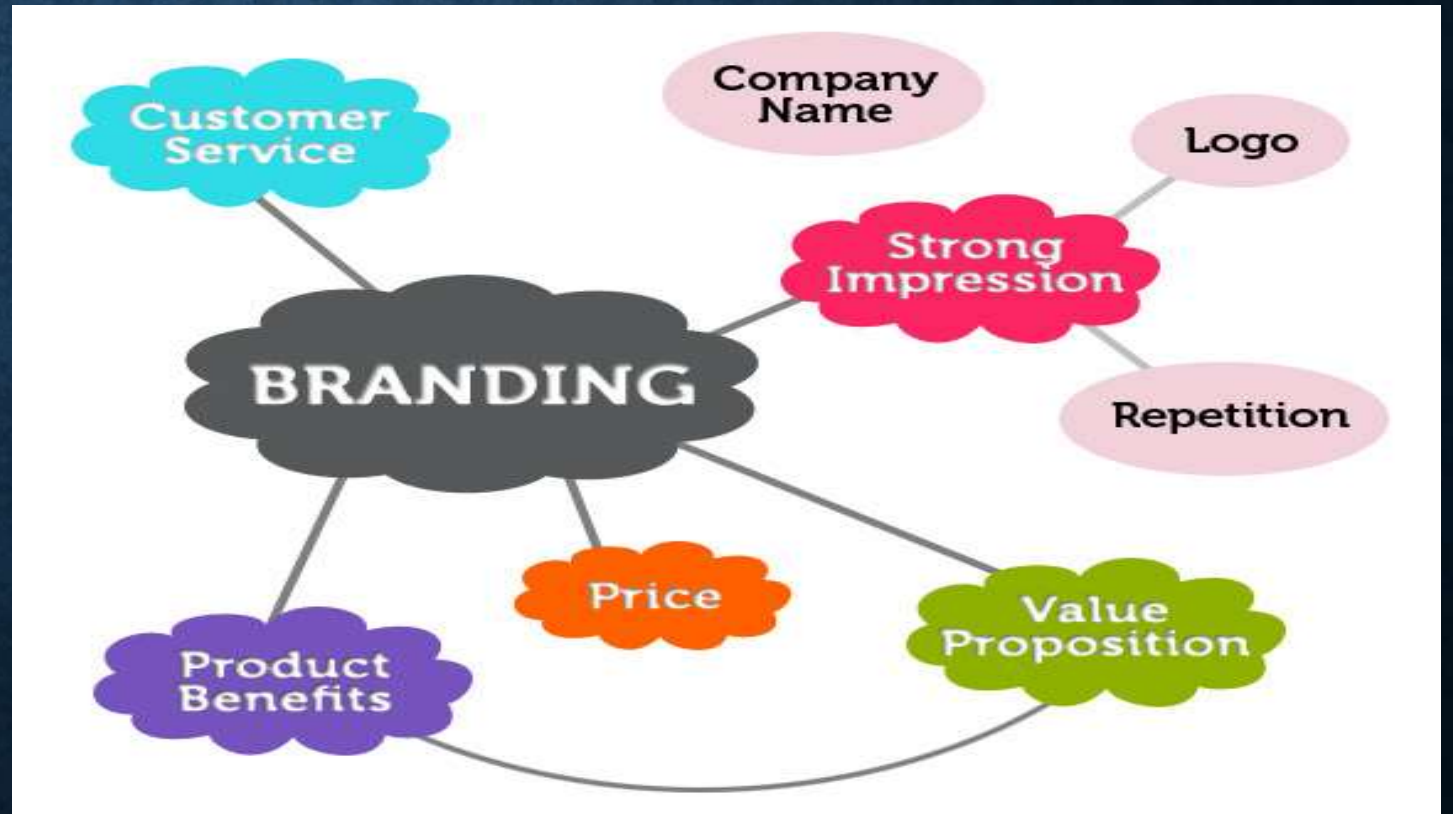 Company
Name
Customer
Service
Logo
Strong
Impression
BRANDING
Repetition
Price
Value
Proposition
Product
Benefits